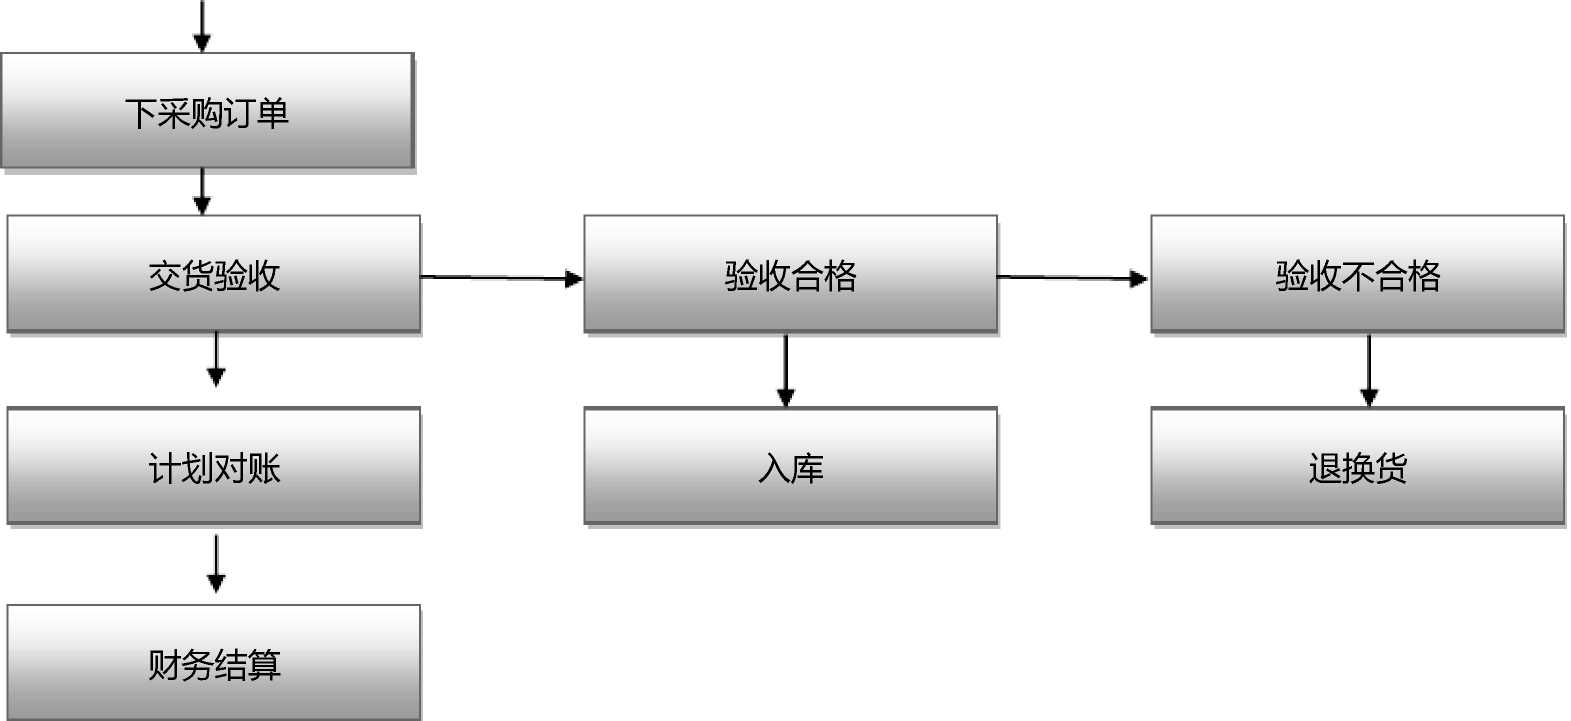 下采购订单
交货验收
验收合格
验收不合格
计划对账
入库
退换货
财务结算